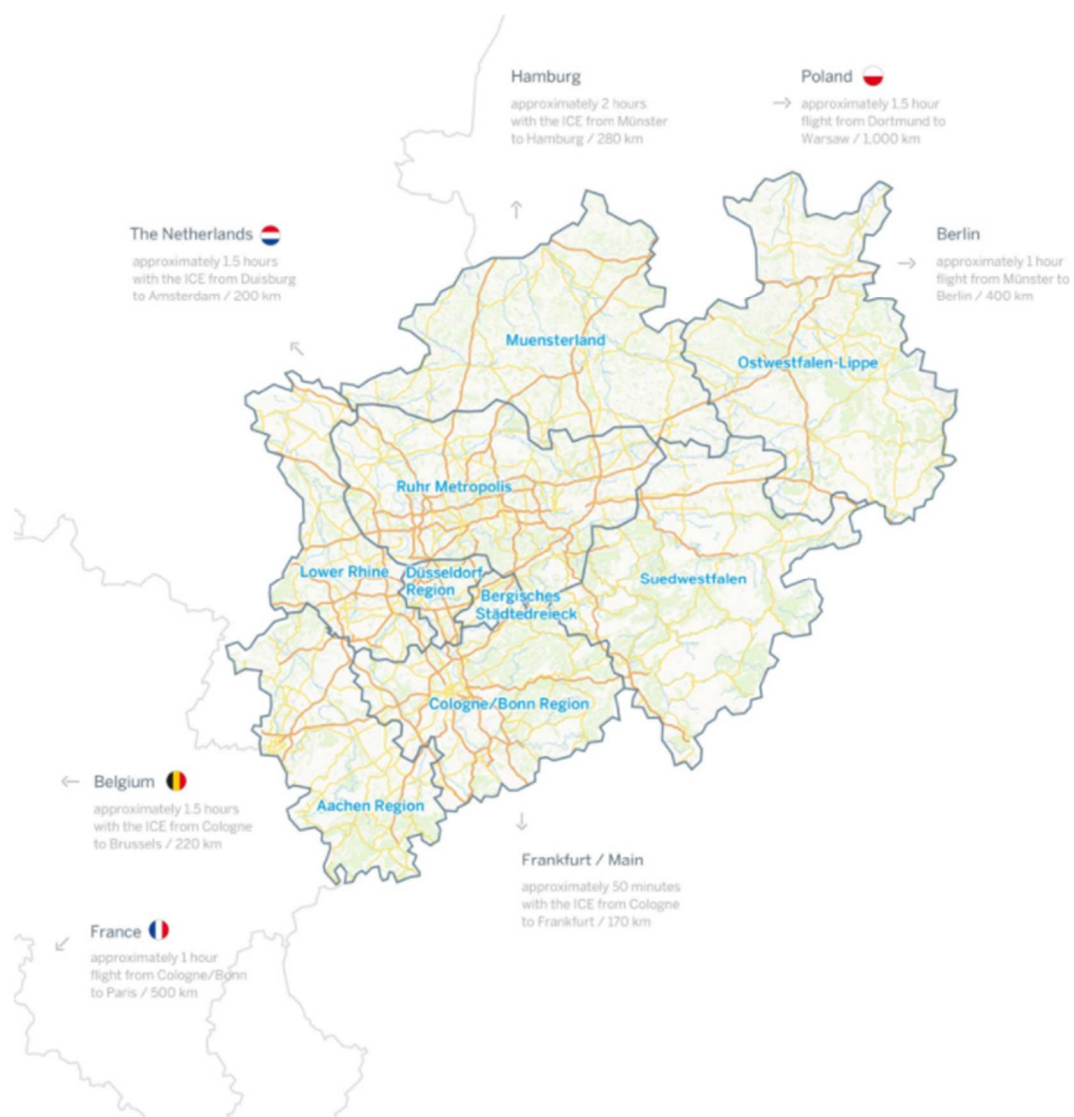 Hamburg
approximately 2 hours
with the ICE from Münster
to Hamburg / 280 km
Poland
approximately 1.5 hour
flight from Dortmund to
Warsaw / 1,000 km
The Netherlands
approximately 1.5 hours
with the ICE from Duisburg
to Amsterdam / 200 km
Berlin
approximately 1 hour
flight from Münster to
Berlin / 400 km
Muensterland
Ostwestfalen-Lippe
Ruhr Metropolis
Lower Rhine
Düsseldorf
Region
Bergisches
Städtedreieck
Suedwestfalen
Cologne/Bonn Region
Aachen Region
Belgium
approximately 1.5 hours
with the ICE from Cologne
to Brussels / 220 km
Frankfurt / Main
approximately 50 minutes
with the ICE from Cologne
to Frankfurt / 170 km
France
approximately 1 hour
flight from Cologne/Bonn
to Paris / 500 km